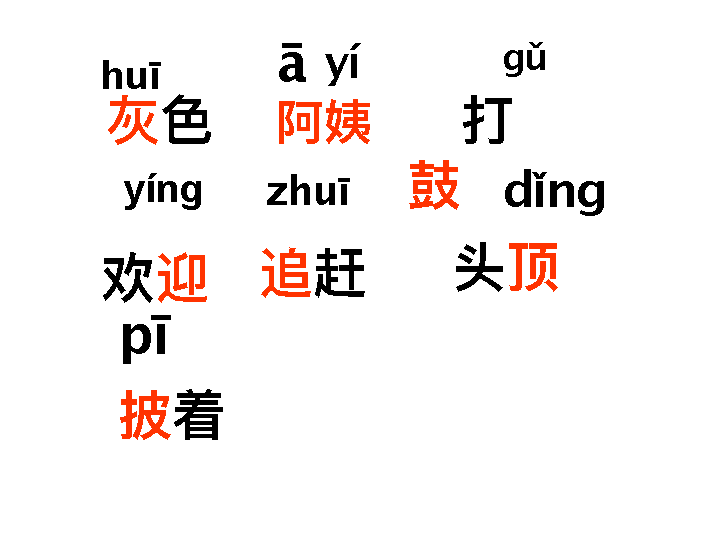 huī ā yí gǔ
灰色 阿姨 打
yíng zhuī 鼓 dǐng
欢迎 追赶 头顶
pī
披着